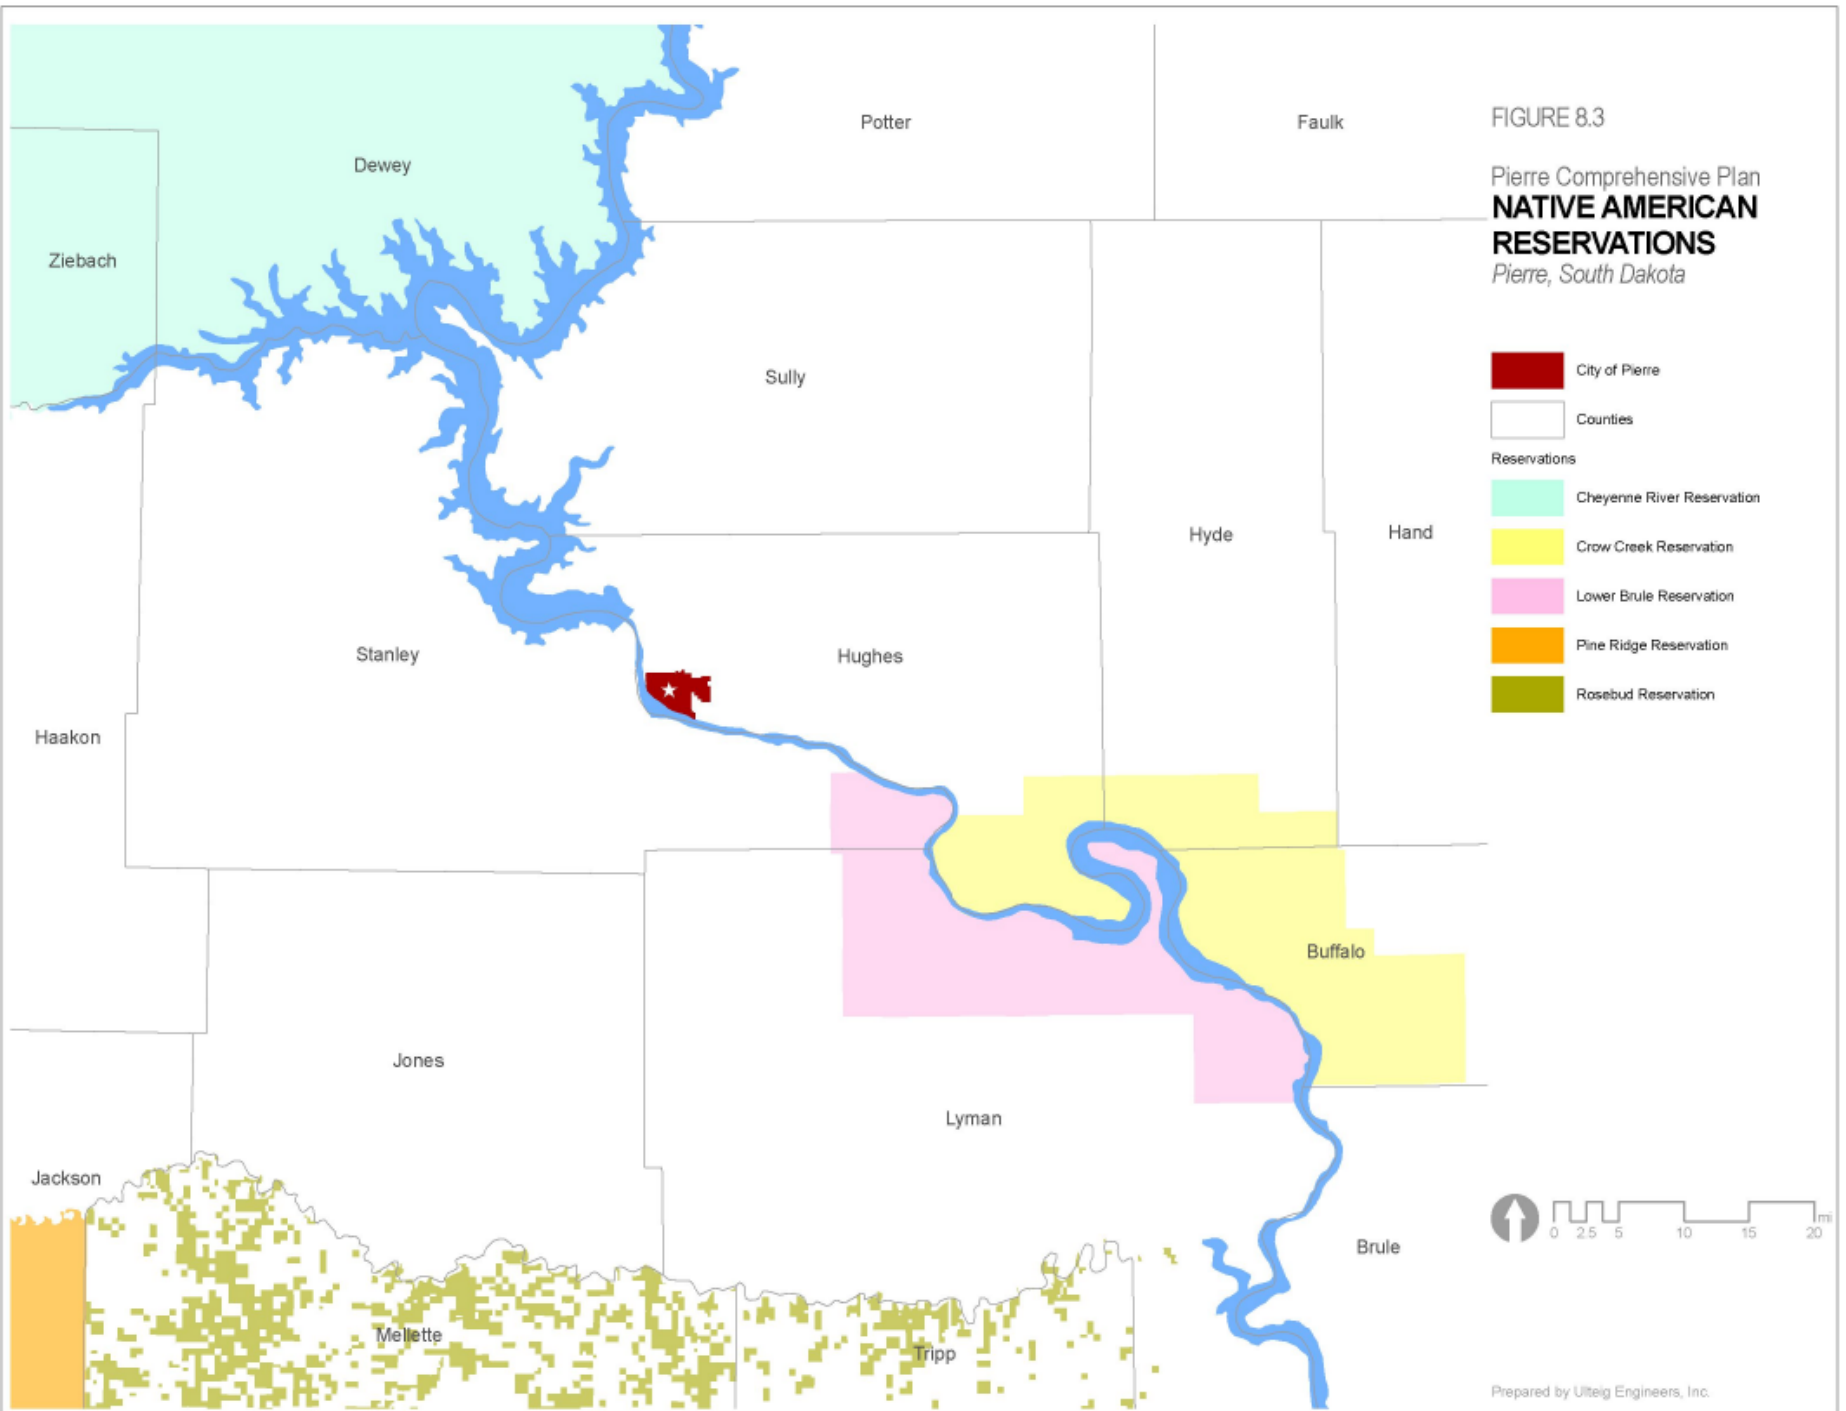 FIGURE 8.3
Pierre Comprehensive Plan
NATIVE AMERICAN
RESERVATIONS
Pierre, South Dakota
City of Pierre
Counties
Reservations
Cheyenne River Reservation
Crow Creek Reservation
Lower Brule Reservation
Pine Ridge Reservation
Rosebud Reservation
Potter
Faulk
Dewey
Ziebach
Sully
Hyde
Hand
Stanley
Hughes
Haakon
Buffalo
Jones
Lyman
Jackson
Brule
Mellette
Tripp
mi
0 2.5 5 10 15 20
Prepared by Ulteig Engineers, Inc.